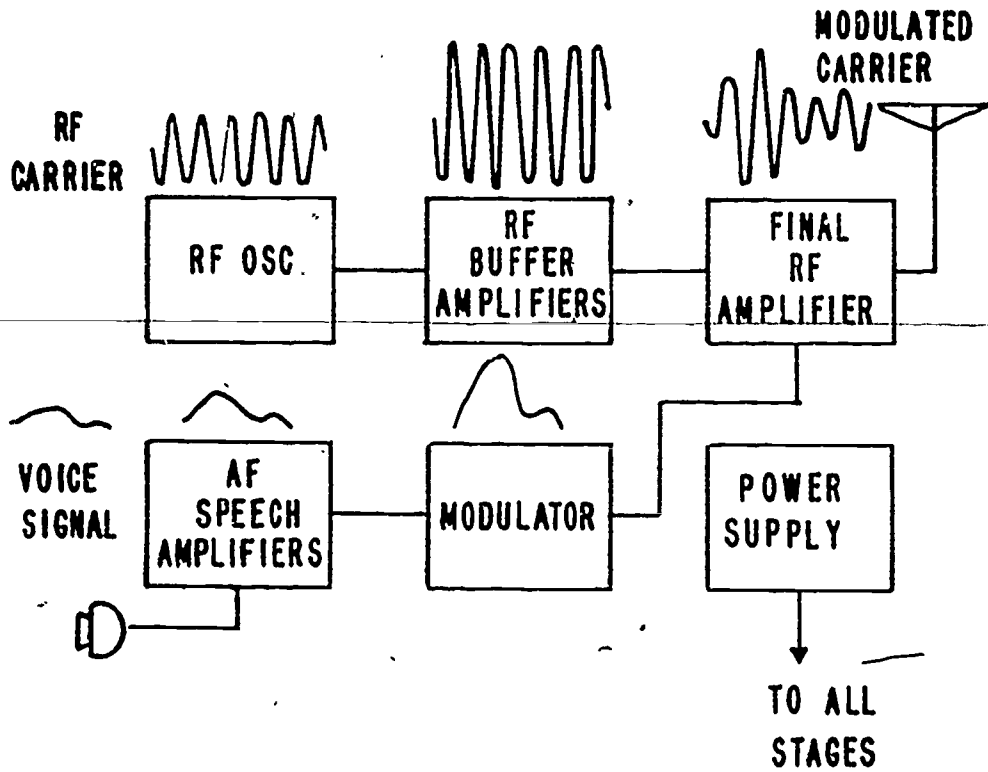 MODULATED
CARRIER
RF
CARRIER
RF OSC.
RF
BUFFER
AMPLIFIERS
FINAL
RF
AMPLIFIER
VOICE
SIGNAL
AF
SPEECH
AMPLIFIERS
MODULATOR
POWER
SUPPLY
TO ALL
STAGES